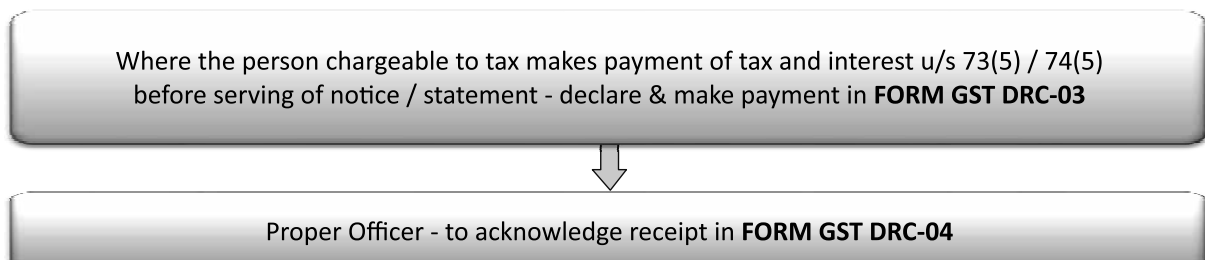 Where the person chargeable to tax makes payment of tax and interest u/s 73(5) / 74(5)
before serving of notice / statement - declare & make payment in FORM GST DRC-03
Proper Officer - to acknowledge receipt in FORM GST DRC-04